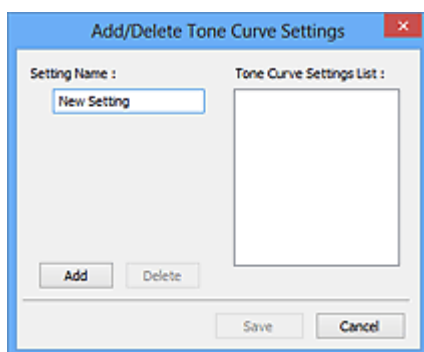 Add/Delete Tone Curve Settings
Setting Name :
Tone Curve Settings List :
New Setting
Add
Delete
Save
Cancel